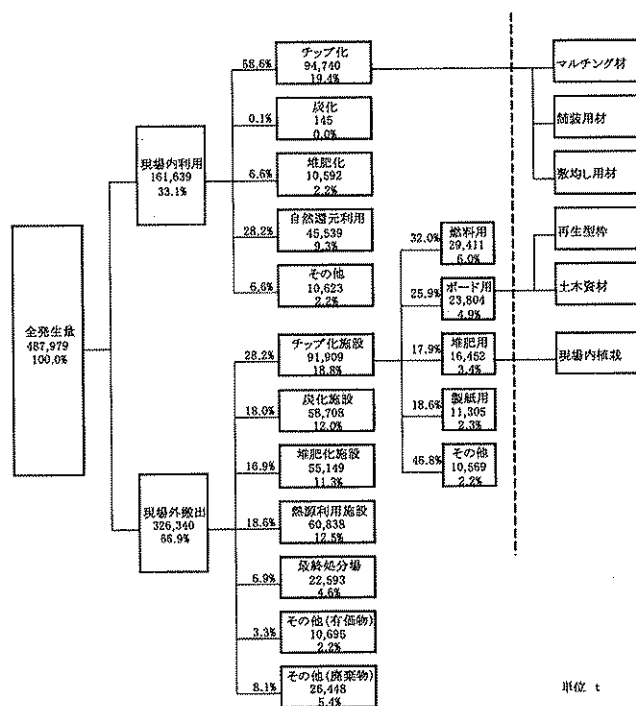 全発生量
487,979
100.0%
現場内利用
161,639
33.1%
58.6%
チップ化
94,740
19.4%
0.1%
炭化
145
0.0%
6.6%
堆肥化
10,592
2.2%
28.2%
自然還元利用
45,539
9.3%
6.6%
その他
10,623
2.2%
現場外搬出
326,340
66.9%
28.2%
チップ化施設
91,909
18.8%
18.0%
炭化施設
58,708
12.0%
16.9%
堆肥化施設
55,149
11.3%
18.6%
熱源利用施設
60,838
12.5%
6.9%
最終処分場
22,593
4.6%
3.3%
その他(有価物)
10,695
2.2%
8.1%
その他(廃棄物)
26,448
5.4%
32.0%
燃料用
29,411
6.0%
25.9%
ボード用
23,804
4.9%
17.9%
堆肥用
16,452
3.4%
18.6%
製紙用
11,305
2.3%
46.8%
その他
10,569
2.2%
マルチング材
舗装用材
敷均し用材
再生型枠
土木資材
現場内植栽
単位 t